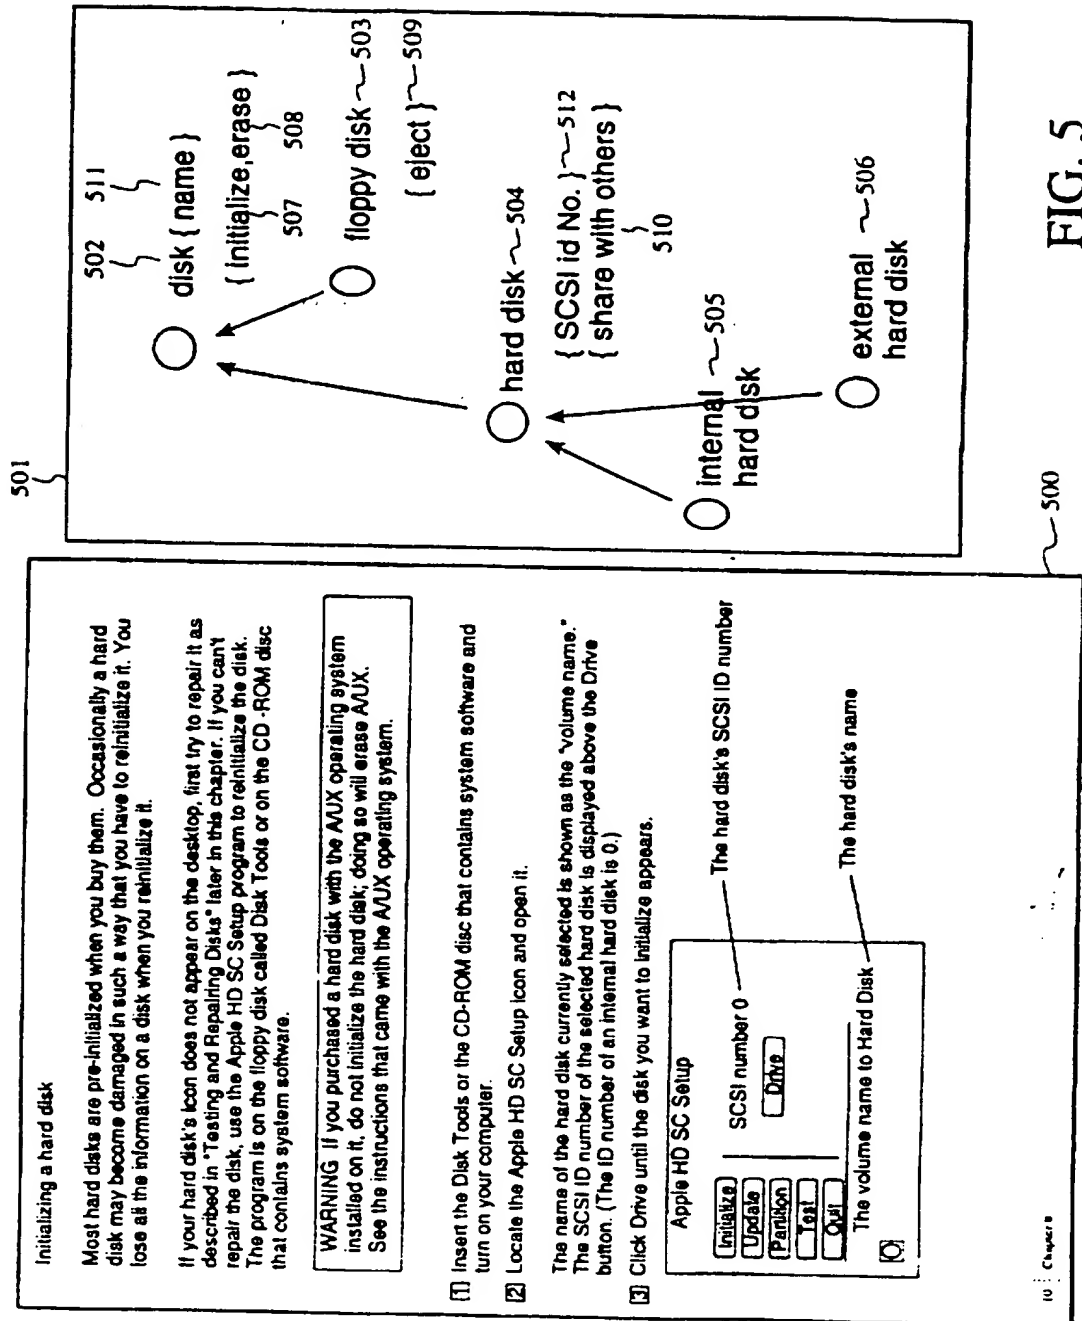 Initializing a hard disk
Most hard disks are pre-initialized when you buy them. Occasionally a hard
disk may become damaged in such a way that you have to reinitialize it. You
lose all the information on a disk when you reinitialize it.
If your hard disk's icon does not appear on the desktop, first try to repair it as
described in "Testing and Repairing Disks" later in this chapter. If you can't
repair the disk, use the Apple HD SC Setup program to reinitialize the disk.
The program is on the floppy disk called Disk Tools or on the CD-ROM disc
that contains system software.
WARNING If you purchased a hard disk with the A/UX operating system
installed on it, do not initialize the hard disk; doing so will erase A/UX.
See the instructions that came with the A/UX operating system.
1 Insert the Disk Tools or the CD-ROM disc that contains system software and
turn on your computer.
2 Locate the Apple HD SC Setup icon and open it.
The name of the hard disk currently selected is shown as the "volume name."
The SCSI ID number of the selected hard disk is displayed above the Drive
button. (The ID number of an internal hard disk is 0.)
3 Click Drive until the disk you want to initialize appears.
Apple HD SC Setup
Initialize
Update
Partition
Test
Quit
SCSI number 0
Drive
The volume name to Hard Disk
The hard disk's SCSI ID number
The hard disk's name
10 Chapter 8
500
501
502
511
disk { name }
{ initialize,erase }
507
508
floppy disk 503
{ eject } 509
hard disk 504
{ SCSI id No. } 512
{ share with others }
510
internal 505
hard disk
external 506
hard disk
FIG. 5